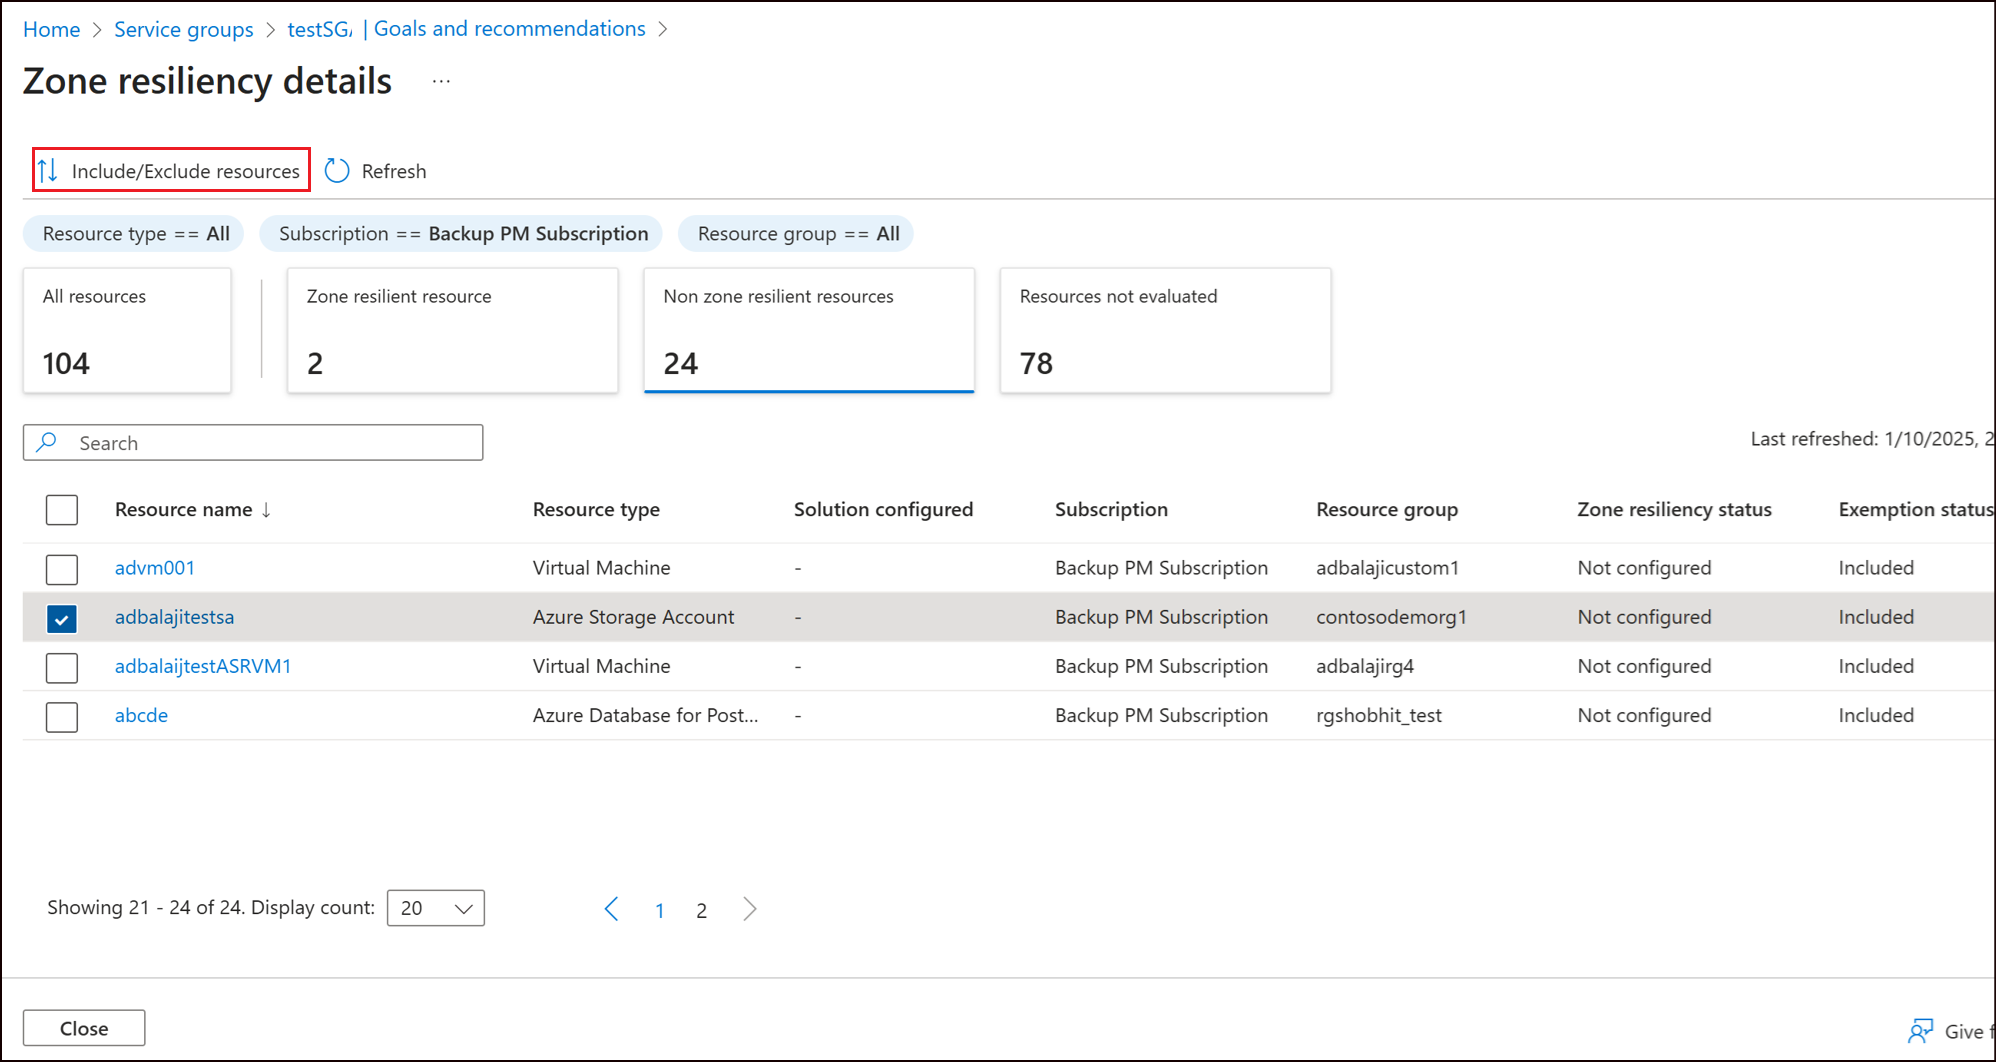 Home > Service groups > testSGA | Goals and recommendations >
Zone resiliency details ...
Include/Exclude resources Refresh
Resource type == All Subscription == Backup PM Subscription Resource group == All
All resources Zone resilient resource Non zone resilient resources Resources not evaluated
104 2 24 78
Search
Last refreshed: 1/10/2025, 2
Resource name ↓ Resource type Solution configured Subscription Resource group Zone resiliency status Exemption status
advm001 Virtual Machine - Backup PM Subscription adbalajicustom1 Not configured Included
adbalajitestsa Azure Storage Account - Backup PM Subscription contosodemorg1 Not configured Included
adbalaijtestASRVM1 Virtual Machine - Backup PM Subscription adbalajirg4 Not configured Included
abcde Azure Database for Post... - Backup PM Subscription rgshobhit_test Not configured Included
Showing 21 - 24 of 24. Display count: 20 < 1 2 >
Close
Give